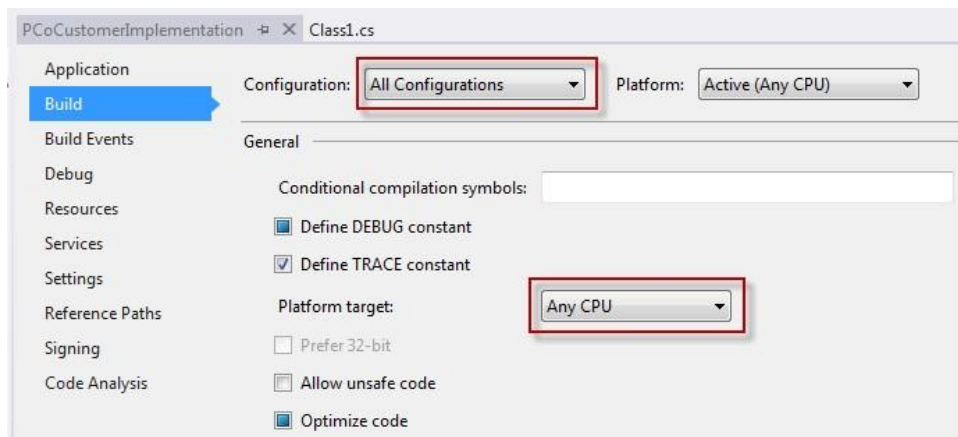 PCoCustomerImplementation Class1.cs
Application
Build
Build Events
Debug
Resources
Services
Settings
Reference Paths
Signing
Code Analysis
Configuration: All Configurations Platform: Active (Any CPU)
General
Conditional compilation symbols:
Define DEBUG constant
Define TRACE constant
Platform target: Any CPU
Prefer 32-bit
Allow unsafe code
Optimize code